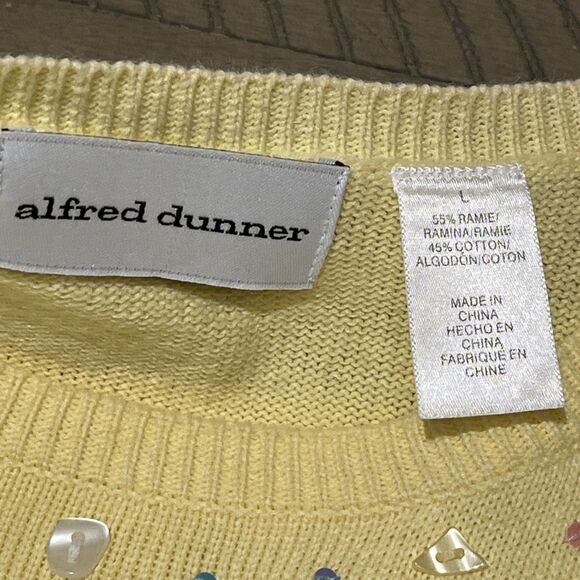 alfred dunner
L
55% RAMIE/
RAMINA/RAMIE
45% COTTON/
ALGODÓN/COTON
MADE IN
CHINA
HECHO EN
CHINA
FABRIQUÉ EN
CHINE